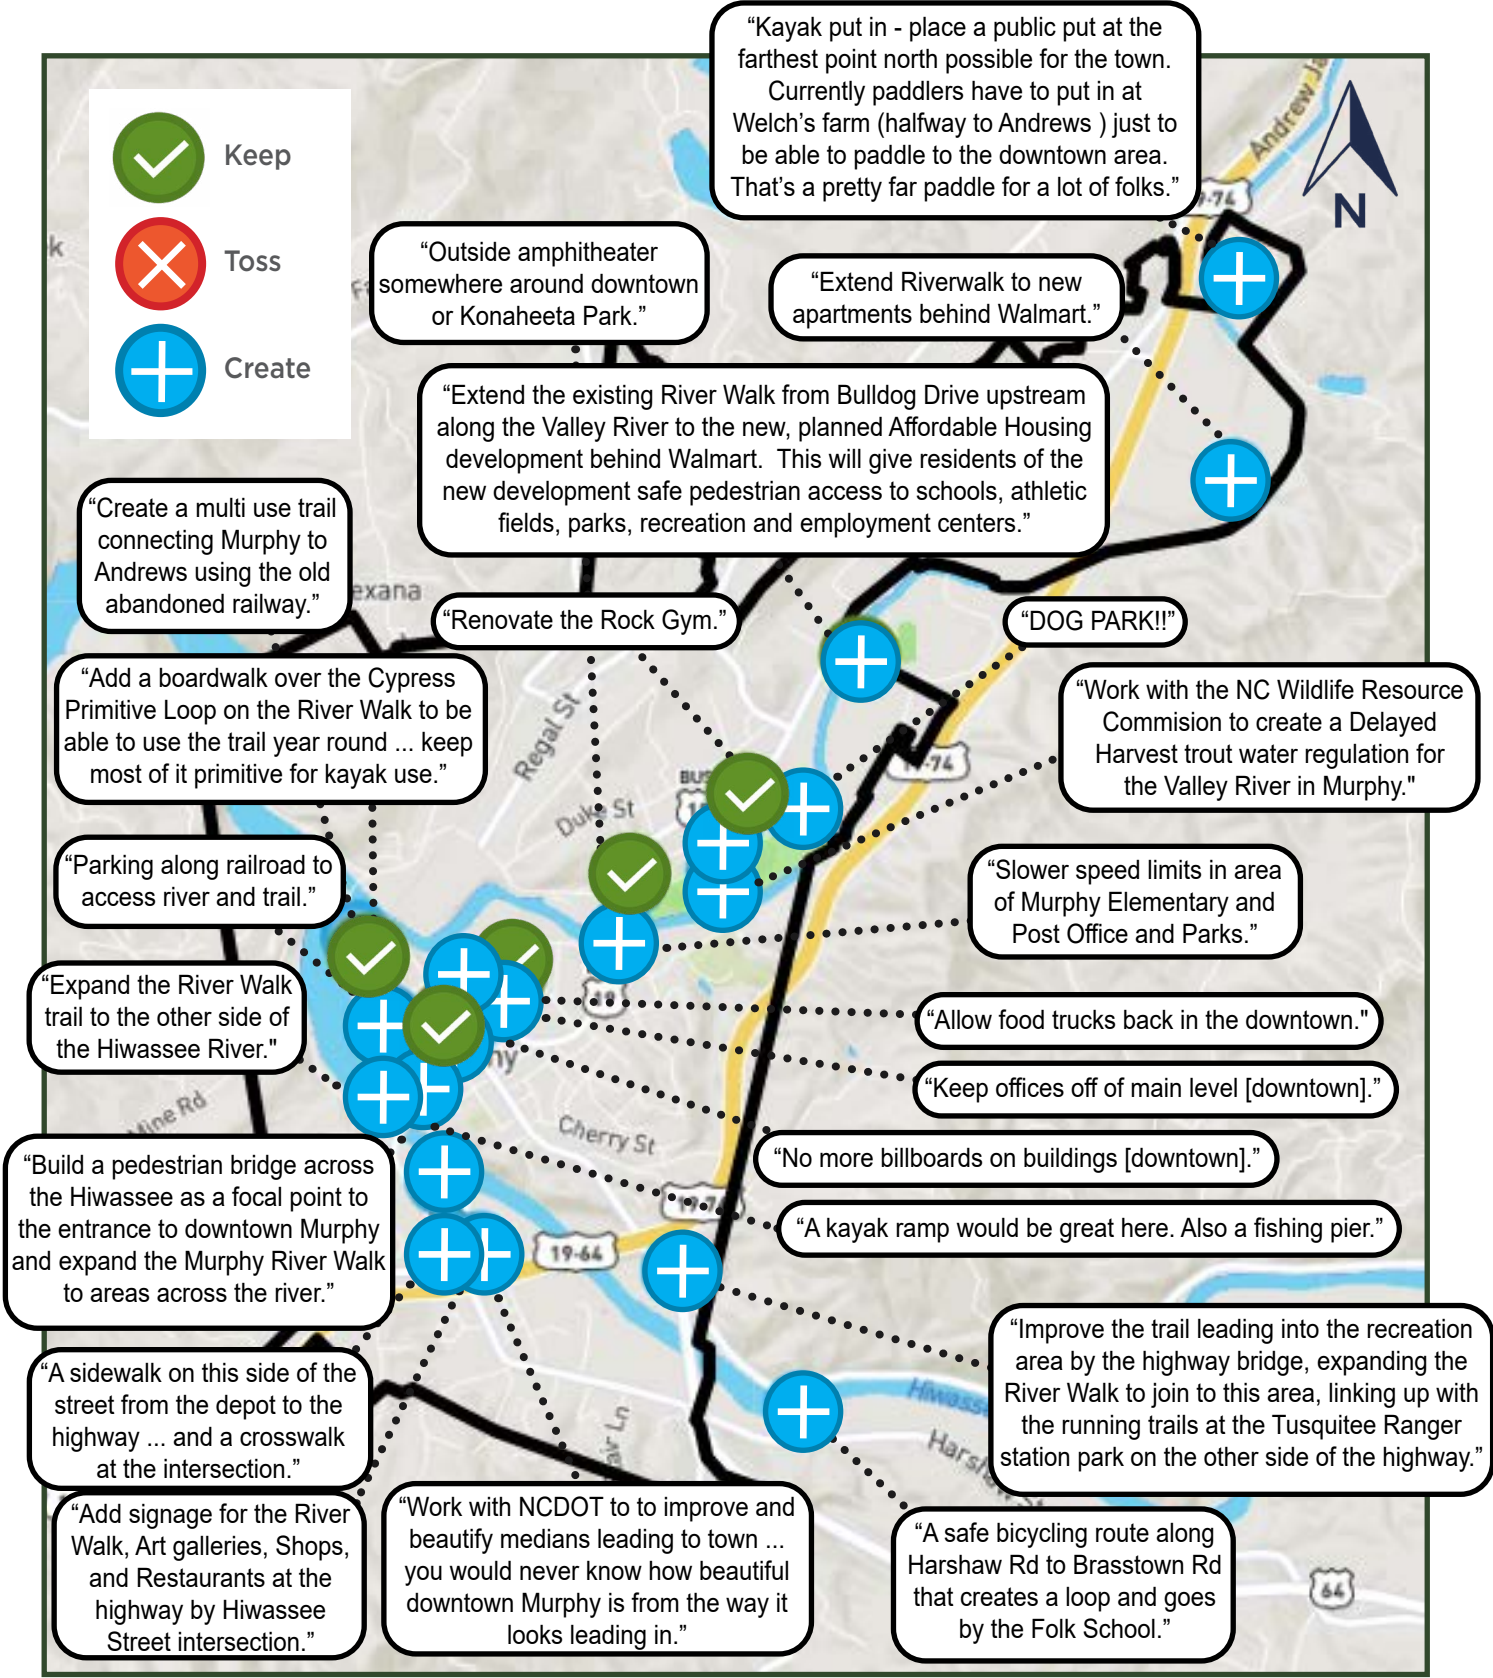 “Kayak put in - place a public put at the
farthest point north possible for the town.
Currently paddlers have to put in at
Welch’s farm (halfway to Andrews ) just to
be able to paddle to the downtown area.
That’s a pretty far paddle for a lot of folks.”
Keep
Toss
Create
N
“Outside amphitheater
somewhere around downtown
or Konaheeta Park.”
“Extend Riverwalk to new
apartments behind Walmart.”
“Extend the existing River Walk from Bulldog Drive upstream
along the Valley River to the new, planned Affordable Housing
development behind Walmart.  This will give residents of the
new development safe pedestrian access to schools, athletic
fields, parks, recreation and employment centers.”
“Create a multi use trail
connecting Murphy to
Andrews using the old
abandoned railway.”
“Renovate the Rock Gym.”
“DOG PARK!!”
“Add a boardwalk over the Cypress
Primitive Loop on the River Walk to be
able to use the trail year round ... keep
most of it primitive for kayak use.”
“Work with the NC Wildlife Resource
Commision to create a Delayed
Harvest trout water regulation for
the Valley River in Murphy."
Regal St
Duke St
BUS
“Parking along railroad to
access river and trail.”
“Slower speed limits in area
of Murphy Elementary and
Post Office and Parks.”
“Expand the River Walk
trail to the other side of
the Hiwassee River."
19
“Allow food trucks back in the downtown."
“Keep offices off of main level [downtown].”
Mine Rd
Cherry St
“No more billboards on buildings [downtown].”
“Build a pedestrian bridge across
the Hiwassee as a focal point to
the entrance to downtown Murphy
and expand the Murphy River Walk
to areas across the river.”
“A kayak ramp would be great here. Also a fishing pier.”
19-64
“Improve the trail leading into the recreation
area by the highway bridge, expanding the
River Walk to join to this area, linking up with
the running trails at the Tusquitee Ranger
station park on the other side of the highway.”
“A sidewalk on this side of the
street from the depot to the
highway ... and a crosswalk
at the intersection.”
“Add signage for the River
Walk, Art galleries, Shops,
and Restaurants at the
highway by Hiwassee
Street intersection.”
“Work with NCDOT to to improve and
beautify medians leading to town ...
you would never know how beautiful
downtown Murphy is from the way it
looks leading in.”
“A safe bicycling route along
Harshaw Rd to Brasstown Rd
that creates a loop and goes
by the Folk School.”
64